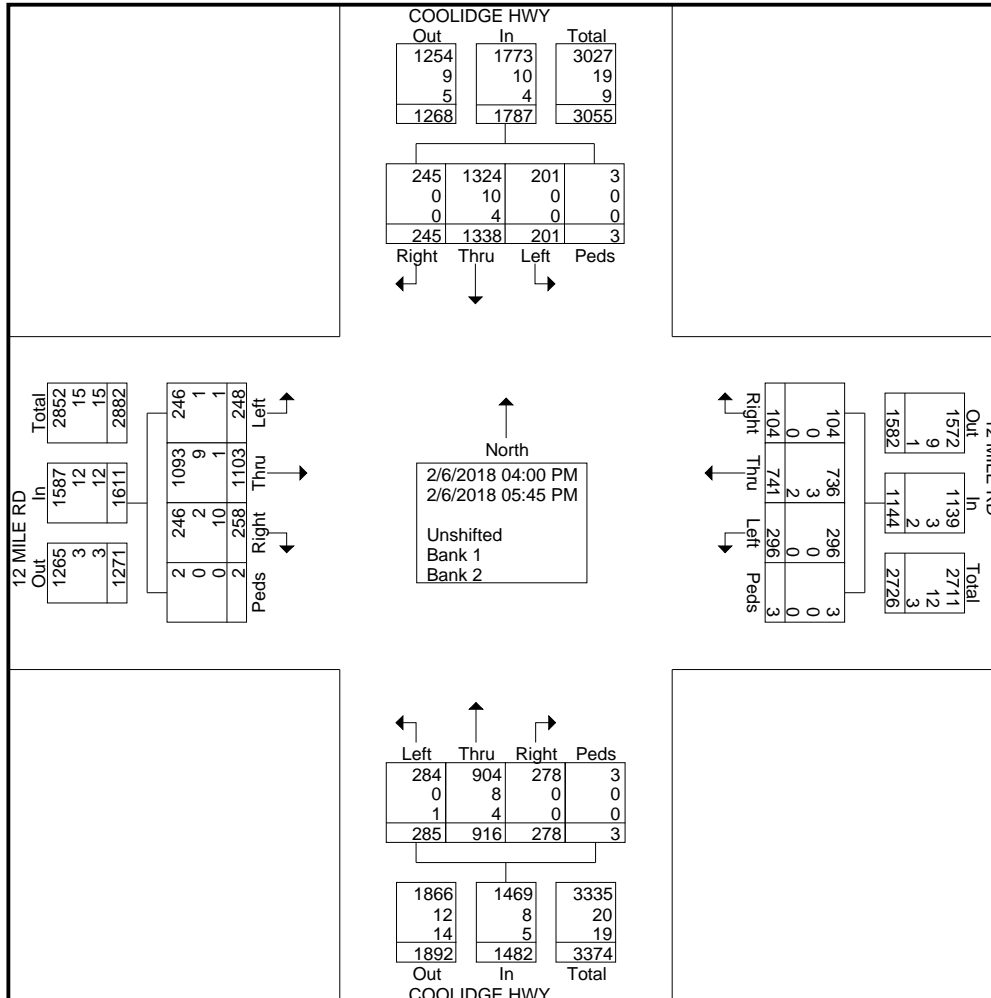 COOLIDGE HWY
Out In Total
1254 1773 3027
9 10 19
5 4 9
1268 1787 3055
245 1324 201 3
0 10 0 0
0 4 0 0
245 1338 201 3
Right Thru Left Peds
12 MILE RD
Total In Out
2852 1587 1265
15 12 3
15 12 3
2882 1611 1271
246 1093 246 2
1 9 2 0
1 1 10 0
248 1103 258 2
Left Thru Right Peds
North
2/6/2018 04:00 PM
2/6/2018 05:45 PM
Unshifted
Bank 1
Bank 2
12 MILE RD
Out In Total
1572 1139 2711
9 3 12
1 2 3
1582 1144 2726
104 736 296 3
0 3 0 0
0 2 0 0
104 741 296 3
Right Thru Left Peds
Left Thru Right Peds
284 904 278 3
0 8 0 0
1 4 0 0
285 916 278 3
1866 1469 3335
12 8 20
14 5 19
1892 1482 3374
Out In Total
COOLIDGE HWY